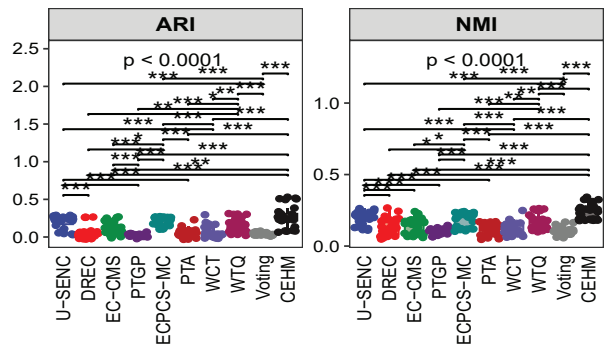 ARI
NMI
p < 0.0001
p < 0.0001
2.5
2.0
1.5
1.0
0.5
0.0
1.0
0.5
0.0
*** *** ***
*** *** ***
U-SENC
DREC
EC-CMS
PTGP
ECPCS-MC
PTA
WCT
WTQ
Voting
CEHM
U-SENC
DREC
EC-CMS
PTGP
ECPCS-MC
PTA
WCT
WTQ
Voting
CEHM